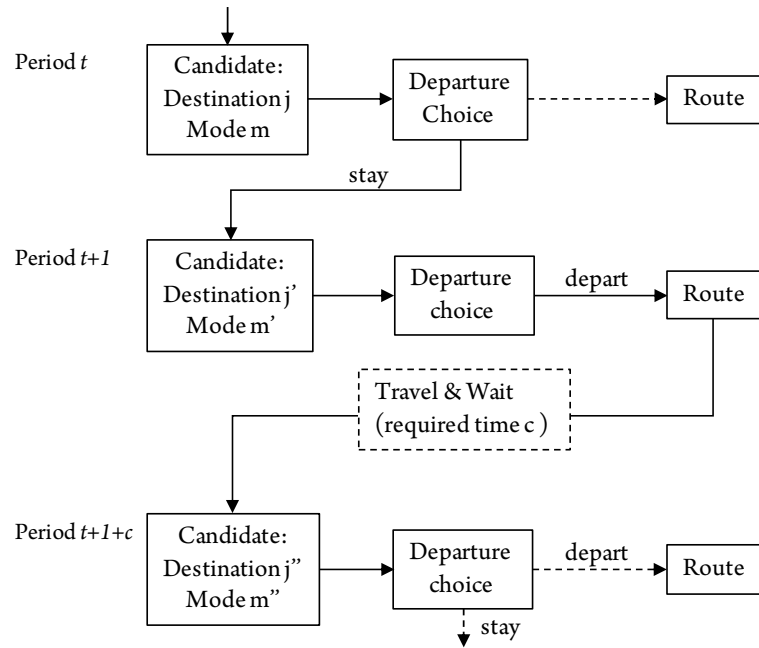 Period t
Candidate:
Destination j
Mode m
Departure
Choice
Route
stay
Period t+1
Candidate:
Destination j’
Mode m’
Departure
choice
depart
Route
Travel & Wait
(required time c )
Period t+1+c
Candidate:
Destination j”
Mode m”
Departure
choice
depart
Route
stay